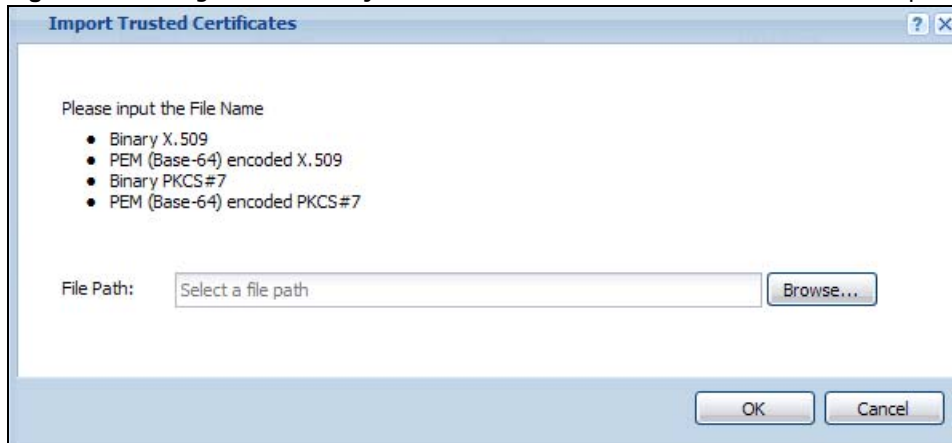 Import Trusted Certificates
Please input the File Name
• Binary X.509
• PEM (Base-64) encoded X.509
• Binary PKCS#7
• PEM (Base-64) encoded PKCS#7
File Path: Select a file path Browse...
OK Cancel